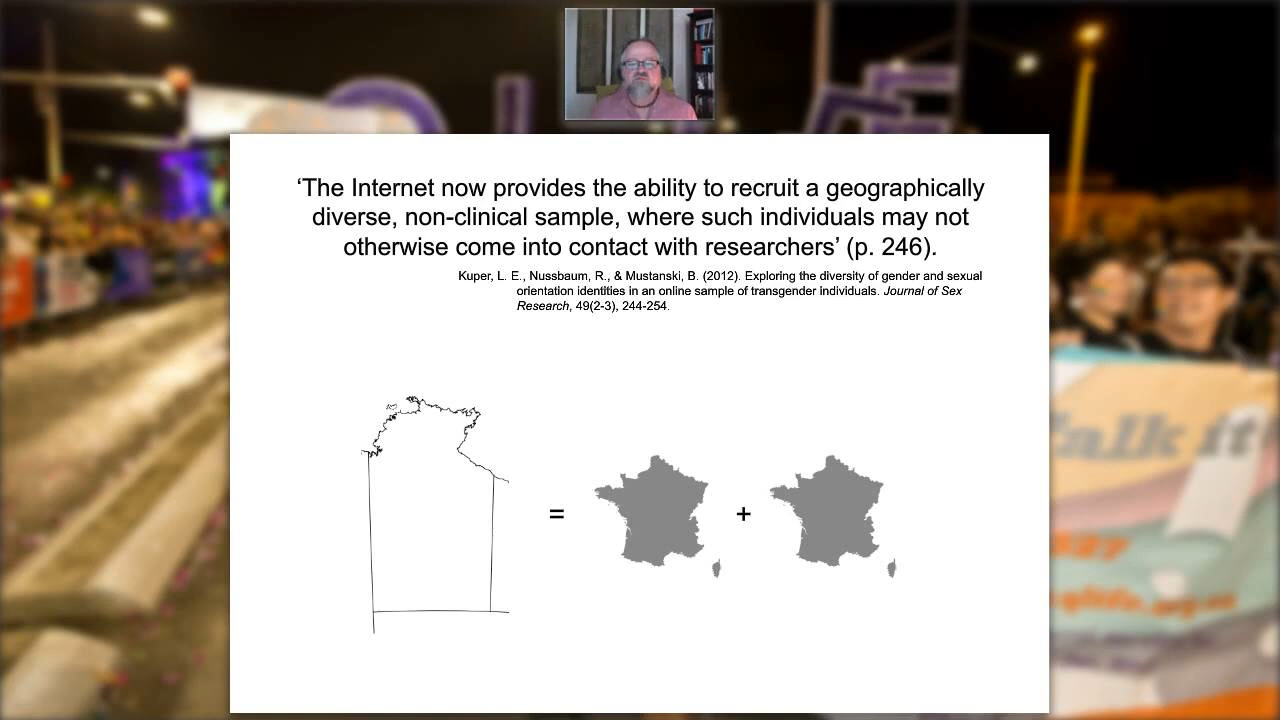 ‘The Internet now provides the ability to recruit a geographically
diverse, non-clinical sample, where such individuals may not
otherwise come into contact with researchers’ (p. 246).
Kuper, L. E., Nussbaum, R., & Mustanski, B. (2012). Exploring the diversity of gender and sexual
orientation identities in an online sample of transgender individuals. Journal of Sex
Research, 49(2-3), 244-254.
= +
alk it